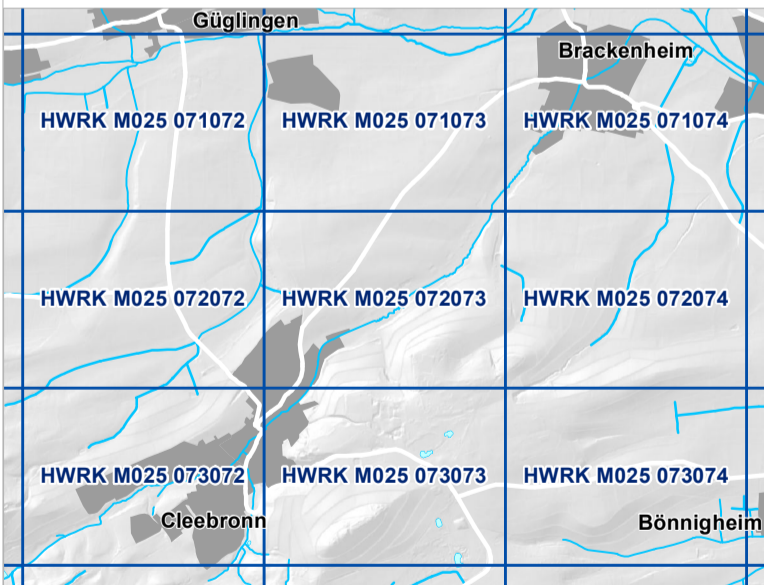 Güglingen
Brackenheim
HWRK M025 071072
HWRK M025 071073
HWRK M025 071074
HWRK M025 072072
HWRK M025 072073
HWRK M025 072074
HWRK M025 073072
HWRK M025 073073
HWRK M025 073074
Cleebronn
Bönnigheim